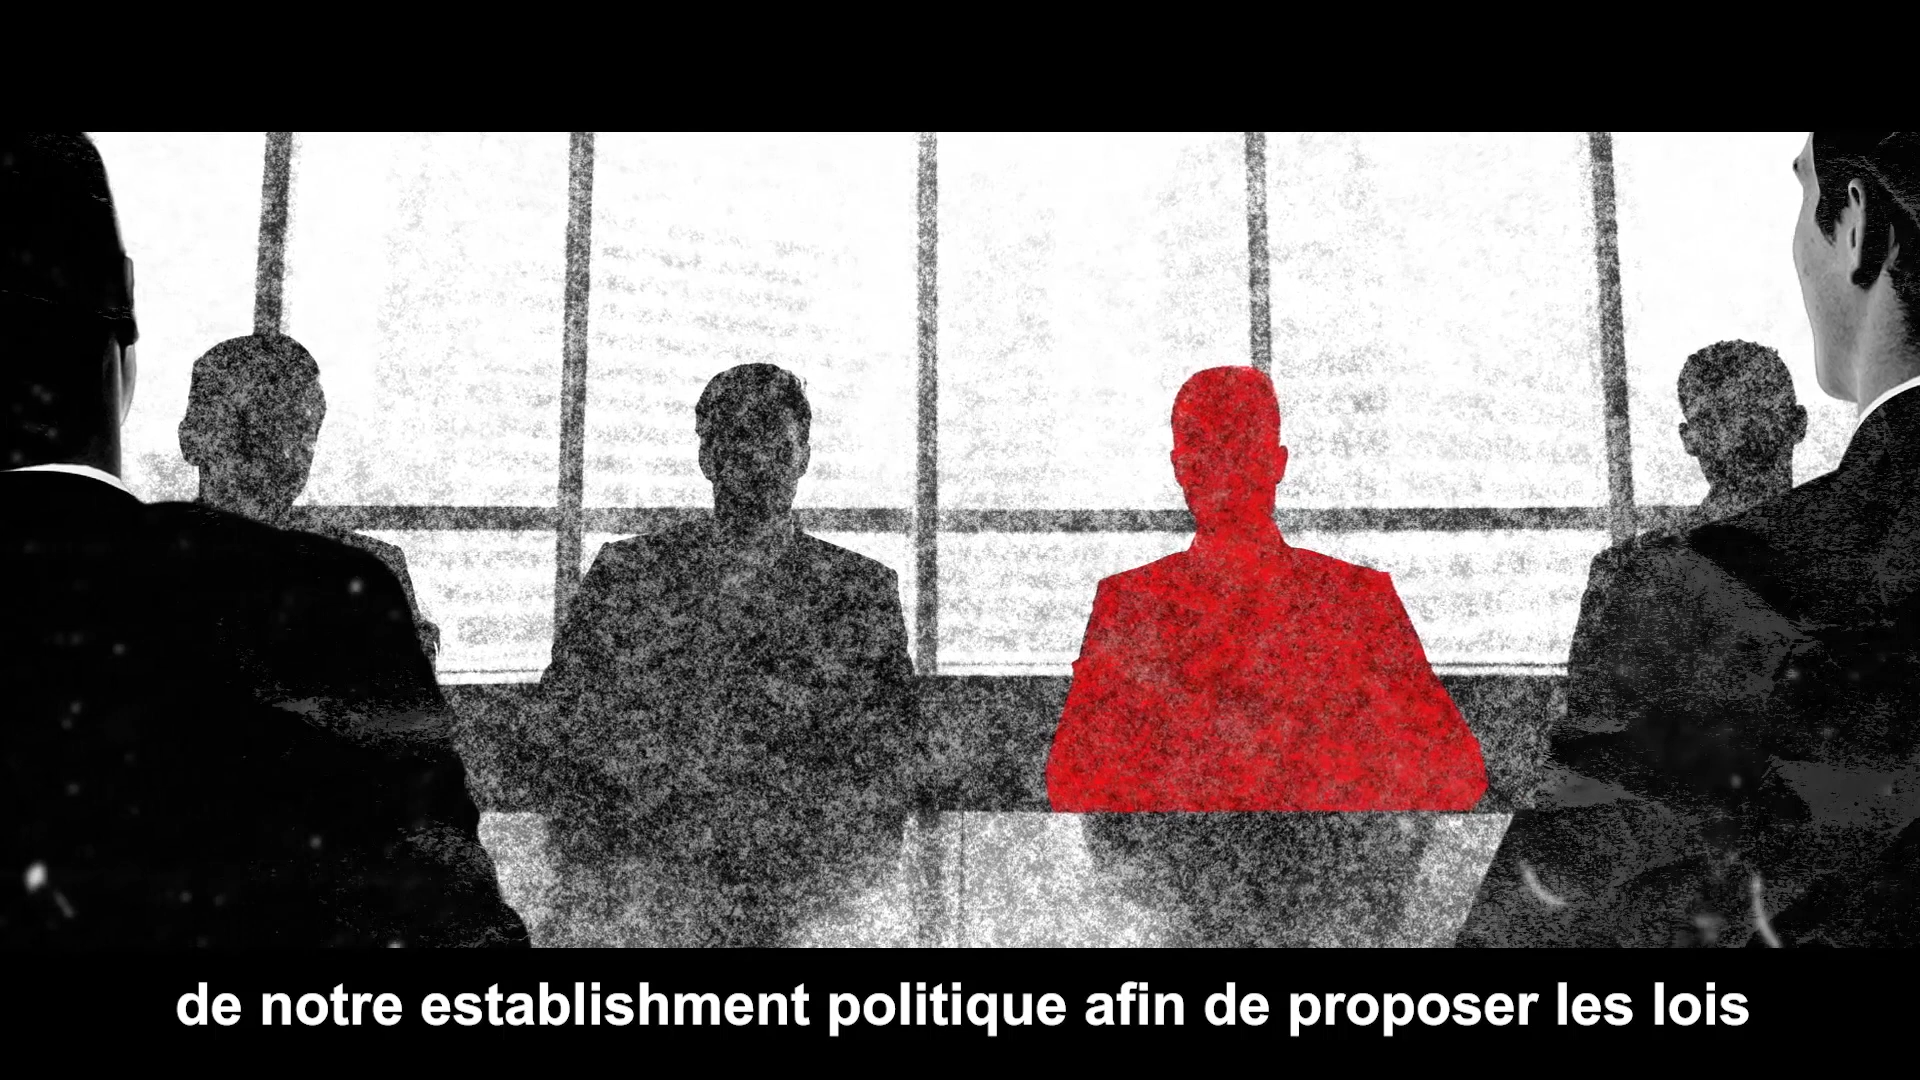 de notre establishment politique afin de proposer les lois